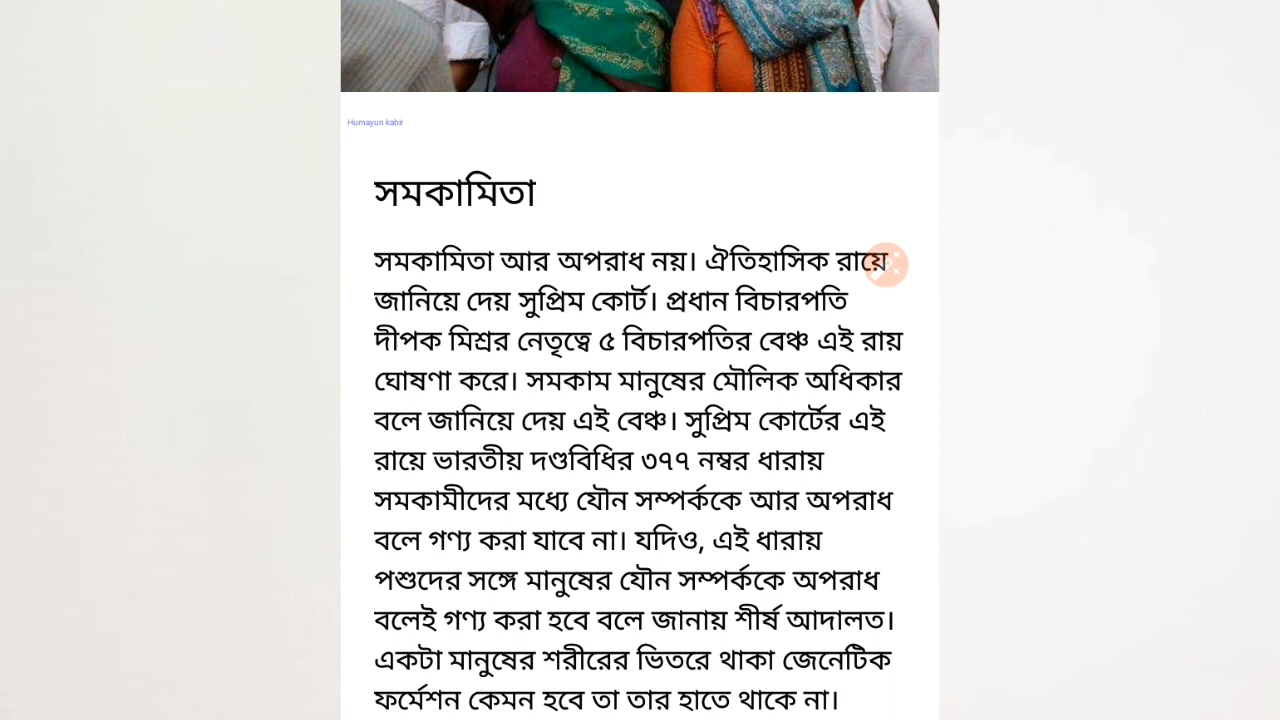 Humayun kabir
সমকামিতা
সমকামিতা আর অপরাধ নয়। ঐতিহাসিক রায়ে
জানিয়ে দেয় সুপ্রিম কোর্ট। প্রধান বিচারপতি
দীপক মিশ্রর নেতৃত্বে ৫ বিচারপতির বেঞ্চ এই রায়
ঘোষণা করে। সমকাম মানুষের মৌলিক অধিকার
বলে জানিয়ে দেয় এই বেঞ্চ। সুপ্রিম কোর্টের এই
রায়ে ভারতীয় দণ্ডবিধির ৩৭৭ নম্বর ধারায়
সমকামীদের মধ্যে যৌন সম্পর্ককে আর অপরাধ
বলে গণ্য করা যাবে না। যদিও, এই ধারায়
পশুদের সঙ্গে মানুষের যৌন সম্পর্ককে অপরাধ
বলেই গণ্য করা হবে বলে জানায় শীর্ষ আদালত।
একটা মানুষের শরীরের ভিতরে থাকা জেনেটিক
ফর্মেশন কেমন হবে তা তার হাতে থাকে না।